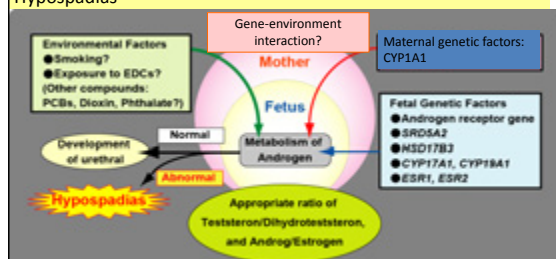 Hypospadias
Gene-environment
interaction?
Maternal genetic factors:
CYP1A1
Environmental Factors
●Smoking?
●Exposure to EDCs?
(Other compounds:
PCBs, Dioxin, Phthalate?)
Mother
Fetus
Fetal Genetic Factors
●Androgen receptor gene
●SRD5A2
●HSD17B3
●CYP17A1, CYP19A1
●ESR1, ESR2
Normal
Metabolism of
Androgen
Development
of urethral
Abnormal
Hypospadias
Appropriate ratio of
Teststeron/Dihydroteststeron,
and Androg/Estrogen